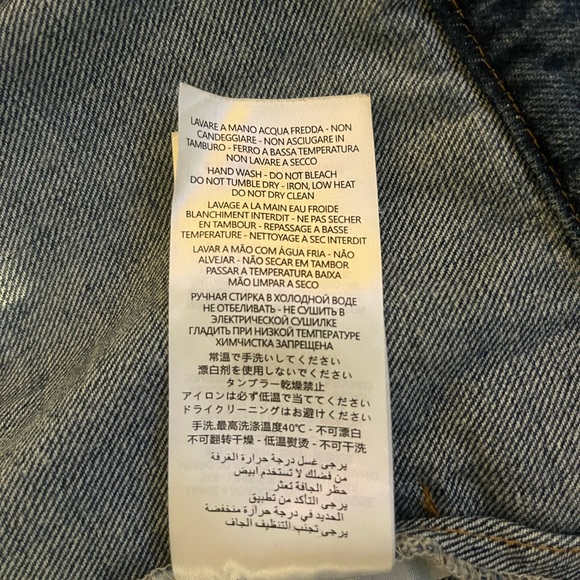 LAVARE A MANO ACQUA FREDDA - NON
CANDEGGIARE - NON ASCIUGARE IN
TAMBURO - FERRO A BASSA TEMPERATURA
NON LAVARE A SECCO
HAND WASH - DO NOT BLEACH
DO NOT TUMBLE DRY - IRON, LOW HEAT
DO NOT DRY CLEAN
LAVAGE A LA MAIN EAU FROIDE
BLANCHIMENT INTERDIT - NE PAS SECHER
EN TAMBOUR - REPASSAGE A BASSE
TEMPERATURE - NETTOYAGE A SEC INTERDIT
LAVAR A MÃO COM ÀGUA FRIA - NÃO
ALVEJAR - NÃO SECAR EM TAMBOR
PASSAR A TEMPERATURA BAIXA
MÃO LIMPAR A SECO
РУЧНАЯ СТИРКА В ХОЛОДНОЙ ВОДЕ
НЕ ОТБЕЛИВАТЬ - НЕ СУШИТЬ В
ЭЛЕКТРИЧЕСКОЙ СУШИЛКЕ
ГЛАДИТЬ ПРИ НИЗКОЙ ТЕМПЕРАТУРЕ
ХИМЧИСТКА ЗАПРЕЩЕНА
常温で手洗いしてください
漂白剤を使用しないでください
タンブラー乾燥禁止
アイロンは必ず低温で当ててください
ドライクリーニングはお避けください
手洗,最高洗涤温度40℃ - 不可漂白
不可翻转干燥 - 低温熨烫 - 不可干洗
يرجى غسل درجة حرارة الغرفة
من فضلك لا تستخدم ابيض
حظر الجافة تعثر
يرجى التأكد من تطبيق
الحديد في درجة حرارة منخفضة
يرجى تجنب التنظيف الجاف